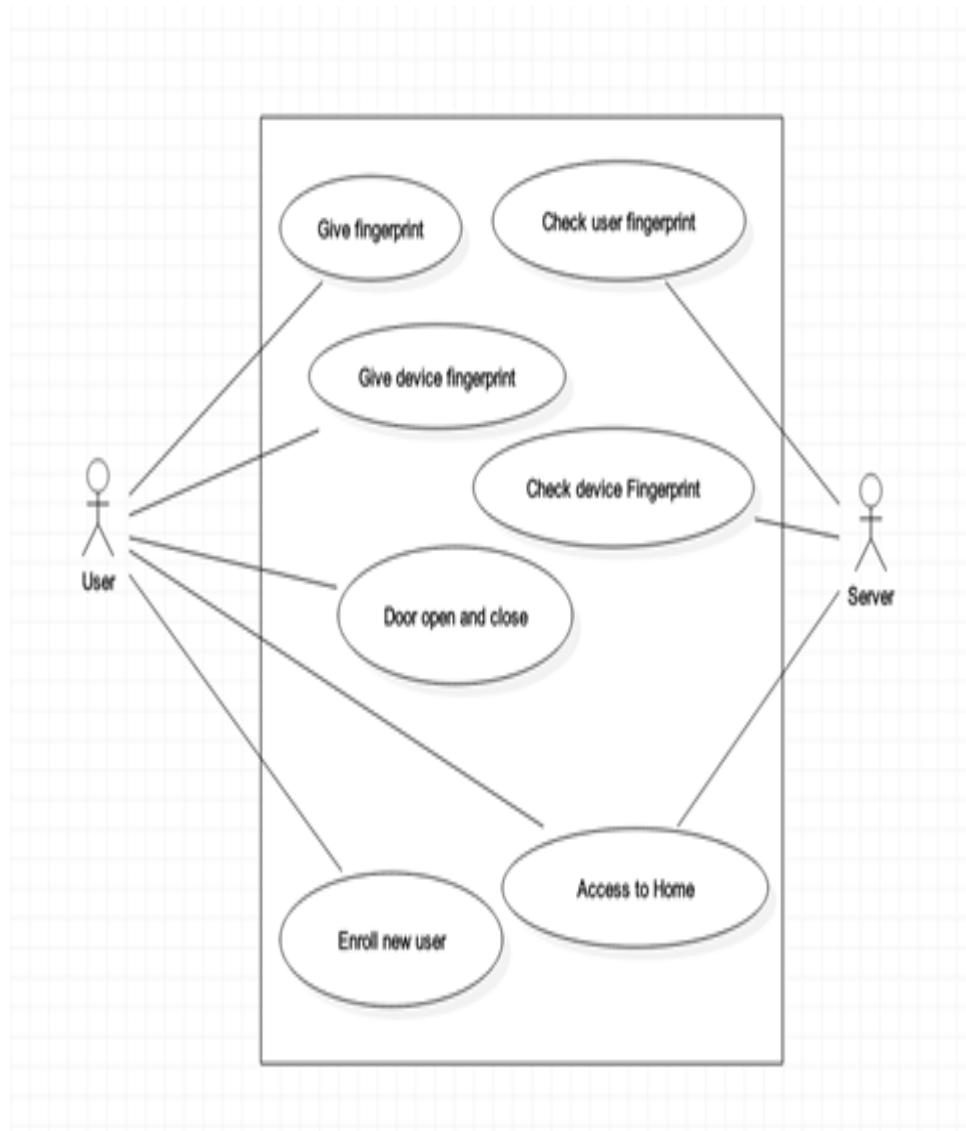 Give fingerprint
Check user fingerprint
Give device fingerprint
Check device Fingerprint
User
Server
Door open and close
Access to Home
Enroll new user